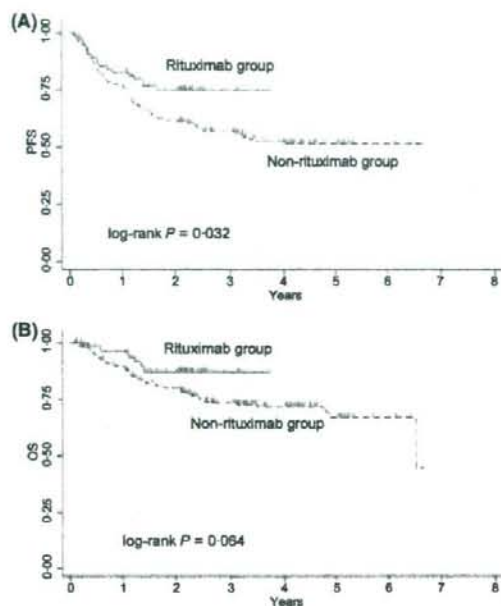 (A)
1·00
0·75
0·50
0·25
0·00
PFS
Rituximab group
Non-rituximab group
log-rank P = 0·032
0 1 2 3 4 5 6 7 8
Years
(B)
1·00
0·75
0·50
0·25
0·00
OS
Rituximab group
Non-rituximab group
log-rank P = 0·064
0 1 2 3 4 5 6 7 8
Years